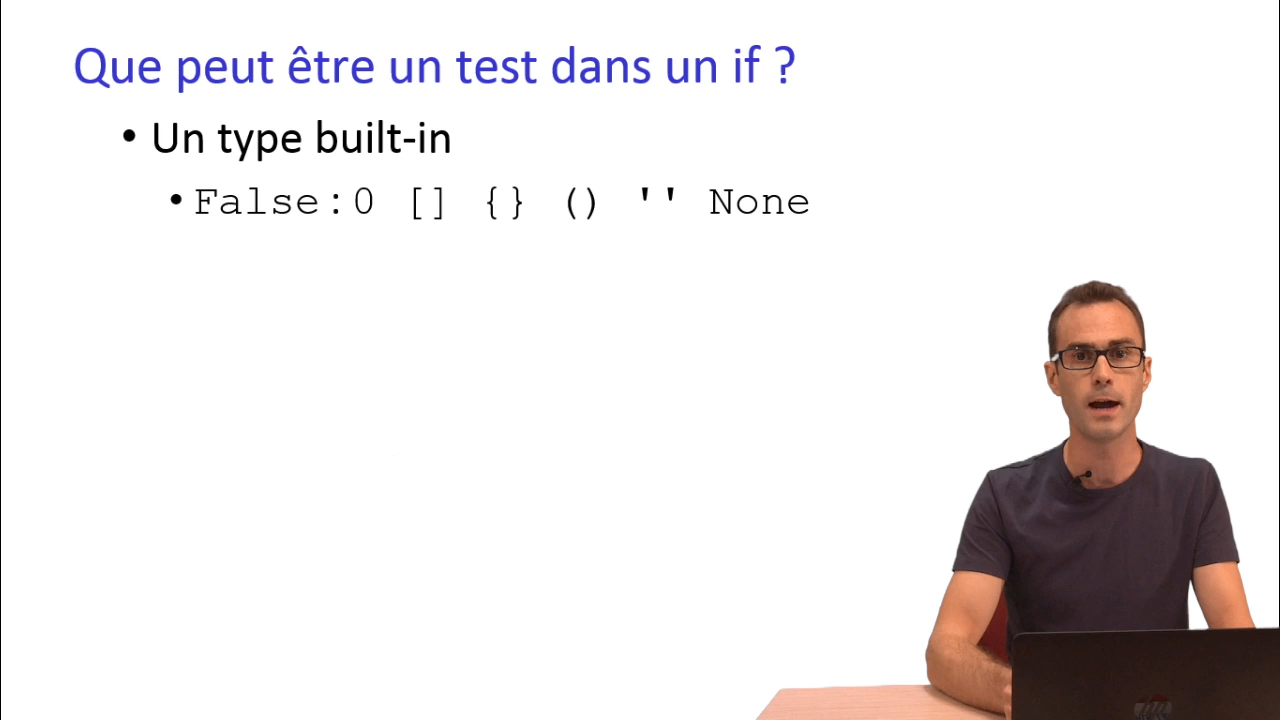 Que peut être un test dans un if ?
• Un type built-in
• False:0 [] {} () '' None